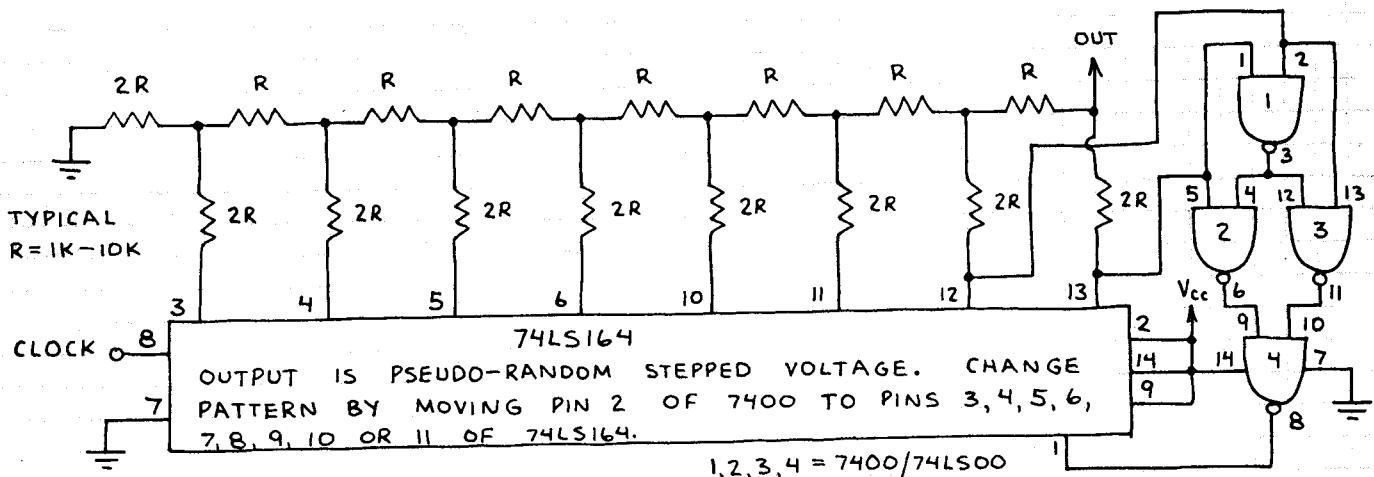 OUT
2R R R R R R R R
1 2
1
3
TYPICAL
R=1K-10K
2R 2R 2R 2R 2R 2R 2R 2R
5 4 12 13
2 3
3 4 5 6 10 11 12 13
6 11
Vcc
9 10
CLOCK 8
74LS164
2
14 14 4 7
9
8
OUTPUT IS PSEUDO-RANDOM STEPPED VOLTAGE. CHANGE
PATTERN BY MOVING PIN 2 OF 7400 TO PINS 3, 4, 5, 6,
7, 8, 9, 10 OR 11 OF 74LS164.
7
1
1, 2, 3, 4 = 7400/74LS00